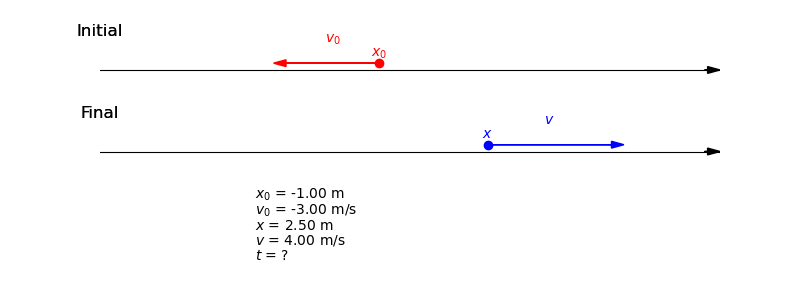 Initial
v₀
x₀
Final
v
x
x₀ = -1.00 m
v₀ = -3.00 m/s
x = 2.50 m
v = 4.00 m/s
t = ?